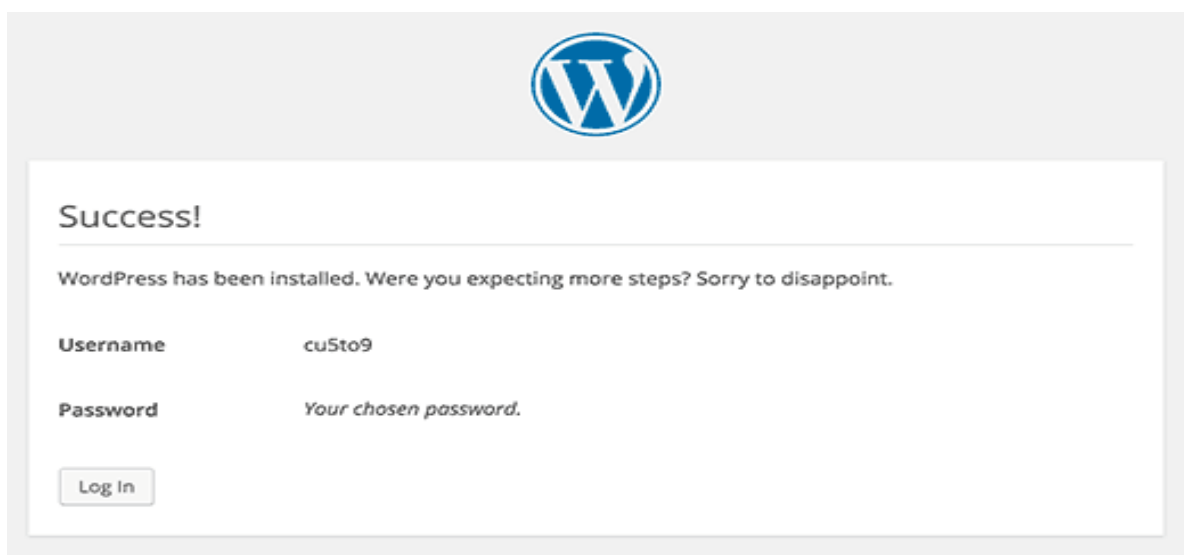 Success!
WordPress has been installed. Were you expecting more steps? Sorry to disappoint.
Username cu5to9
Password Your chosen password.
Log In